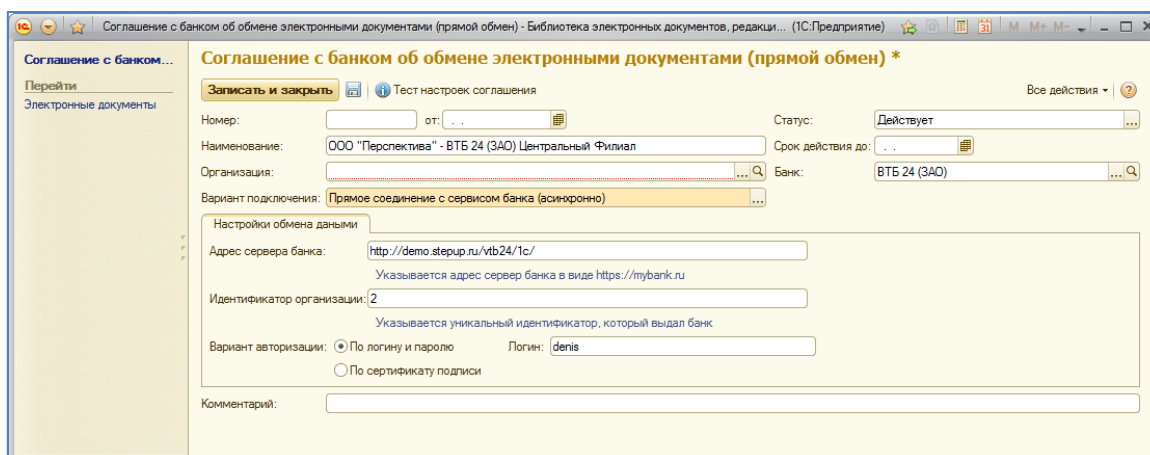 Соглашение с банком об обмене электронными документами (прямой обмен) - Библиотека электронных документов, редакци... (1С:Предприятие) M M+ M-
Соглашение с банком...
Перейти
Электронные документы
Соглашение с банком об обмене электронными документами (прямой обмен) *
Записать и закрыть Тест настроек соглашения Все действия
Номер: от: . . Статус: Действует
Наименование: ООО "Перспектива" - ВТБ 24 (ЗАО) Центральный Филиал Срок действия до: . .
Организация: Банк: ВТБ 24 (ЗАО)
Вариант подключения: Прямое соединение с сервисом банка (асинхронно)
Настройки обмена даными
Адрес сервера банка: http://demo.stepup.ru/vtb24/1c/
Указывается адрес сервер банка в виде https://mybank.ru
Идентификатор организации: 2
Указывается уникальный идентификатор, который выдал банк
Вариант авторизации: По логину и паролю Логин: denis
По сертификату подписи
Комментарий: